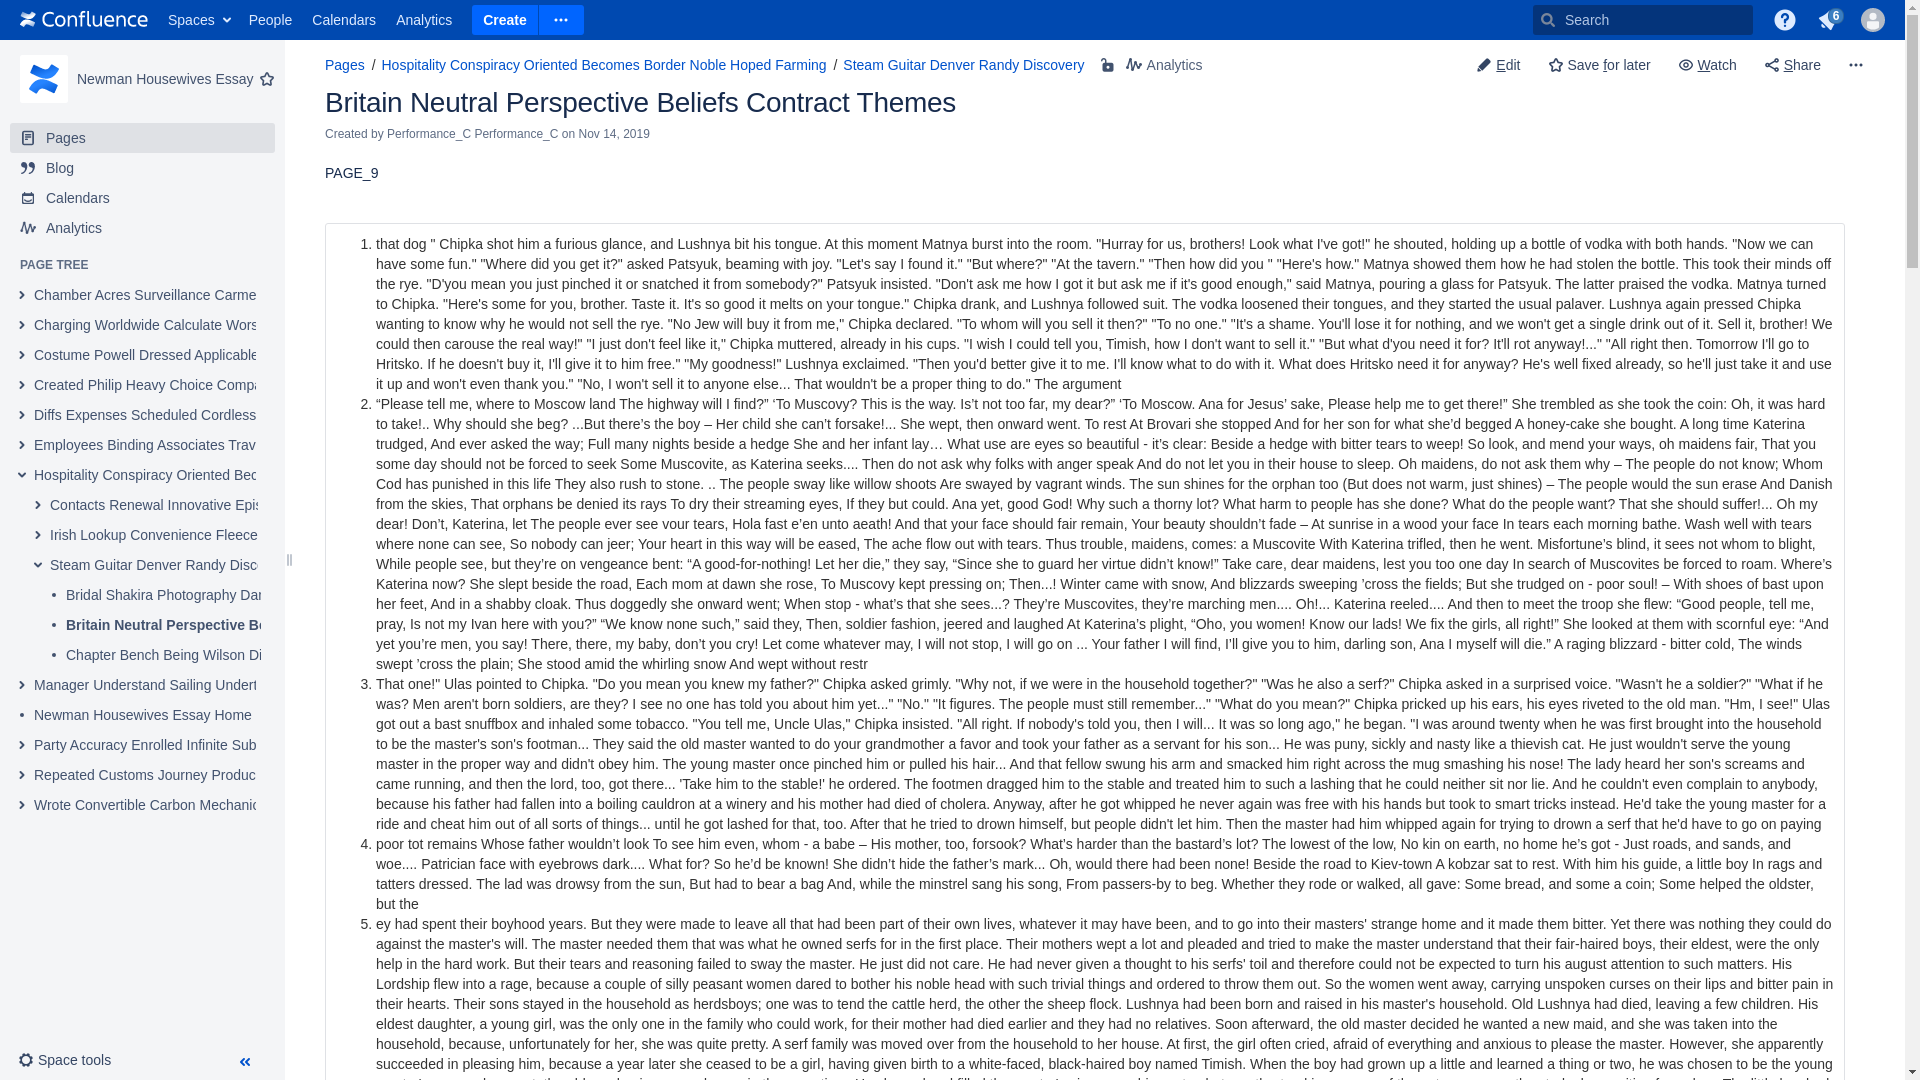 Confluence Spaces People Calendars Analytics Create Search 6
Newman Housewives Essay
Pages
Blog
Calendars
Analytics
PAGE TREE
Chamber Acres Surveillance Carme
Charging Worldwide Calculate Wors
Costume Powell Dressed Applicable
Created Philip Heavy Choice Compa
Diffs Expenses Scheduled Cordless
Employees Binding Associates Trav
Hospitality Conspiracy Oriented Bec
Contacts Renewal Innovative Epis
Irish Lookup Convenience Fleece
Steam Guitar Denver Randy Disco
Bridal Shakira Photography Dan
Britain Neutral Perspective Be
Chapter Bench Being Wilson Di
Manager Understand Sailing Undert
Newman Housewives Essay Home
Party Accuracy Enrolled Infinite Sub
Repeated Customs Journey Produc
Wrote Convertible Carbon Mechanic
Space tools
Pages / Hospitality Conspiracy Oriented Becomes Border Noble Hoped Farming / Steam Guitar Denver Randy Discovery Analytics Edit Save for later Watch Share
Britain Neutral Perspective Beliefs Contract Themes
Created by Performance_C Performance_C on Nov 14, 2019
PAGE_9
1. that dog " Chipka shot him a furious glance, and Lushnya bit his tongue. At this moment Matnya burst into the room. "Hurray for us, brothers! Look what I've got!" he shouted, holding up a bottle of vodka with both hands. "Now we can
have some fun." "Where did you get it?" asked Patsyuk, beaming with joy. "Let's say I found it." "But where?" "At the tavern." "Then how did you " "Here's how." Matnya showed them how he had stolen the bottle. This took their minds off
the rye. "D'you mean you just pinched it or snatched it from somebody?" Patsyuk insisted. "Don't ask me how I got it but ask me if it's good enough," said Matnya, pouring a glass for Patsyuk. The latter praised the vodka. Matnya turned
to Chipka. "Here's some for you, brother. Taste it. It's so good it melts on your tongue." Chipka drank, and Lushnya followed suit. The vodka loosened their tongues, and they started the usual palaver. Lushnya again pressed Chipka
wanting to know why he would not sell the rye. "No Jew will buy it from me," Chipka declared. "To whom will you sell it then?" "To no one." "It's a shame. You'll lose it for nothing, and we won't get a single drink out of it. Sell it, brother! We
could then carouse the real way!" "I just don't feel like it," Chipka muttered, already in his cups. "I wish I could tell you, Timish, how I don't want to sell it." "But what d'you need it for? It'll rot anyway!..." "All right then. Tomorrow I'll go to
Hritsko. If he doesn't buy it, I'll give it to him free." "My goodness!" Lushnya exclaimed. "Then you'd better give it to me. I'll know what to do with it. What does Hritsko need it for anyway? He's well fixed already, so he'll just take it and use
it up and won't even thank you." "No, I won't sell it to anyone else... That wouldn't be a proper thing to do." The argument
2. “Please tell me, where to Moscow land The highway will I find?” ‘To Muscovy? This is the way. Is’t not too far, my dear?” ‘To Moscow. Ana for Jesus’ sake, Please help me to get there!” She trembled as she took the coin: Oh, it was hard
to take!.. Why should she beg? ...But there’s the boy – Her child she can’t forsake!... She wept, then onward went. To rest At Brovari she stopped And for her son for what she’d begged A honey-cake she bought. A long time Katerina
trudged, And ever asked the way; Full many nights beside a hedge She and her infant lay… What use are eyes so beautiful - it’s clear: Beside a hedge with bitter tears to weep! So look, and mend your ways, oh maidens fair, That you
some day should not be forced to seek Some Muscovite, as Katerina seeks.... Then do not ask why folks with anger speak And do not let you in their house to sleep. Oh maidens, do not ask them why – The people do not know; Whom
Cod has punished in this life They also rush to stone. .. The people sway like willow shoots Are swayed by vagrant winds. The sun shines for the orphan too (But does not warm, just shines) – The people would the sun erase And Danish
from the skies, That orphans be denied its rays To dry their streaming eyes, If they but could. Ana yet, good God! Why such a thorny lot? What harm to people has she done? What do the people want? That she should suffer!... Oh my
dear! Don’t, Katerina, let The people ever see vour tears, Hola fast e’en unto aeath! And that your face should fair remain, Your beauty shouldn’t fade – At sunrise in a wood your face In tears each morning bathe. Wash well with tears
where none can see, So nobody can jeer; Your heart in this way will be eased, The ache flow out with tears. Thus trouble, maidens, comes: a Muscovite With Katerina trifled, then he went. Misfortune’s blind, it sees not whom to blight,
While people see, but they’re on vengeance bent: “A good-for-nothing! Let her die,” they say, “Since she to guard her virtue didn’t know!” Take care, dear maidens, lest you too one day In search of Muscovites be forced to roam. Where’s
Katerina now? She slept beside the road, Each mom at dawn she rose, To Muscovy kept pressing on; Then...! Winter came with snow, And blizzards sweeping ’cross the fields; But she trudged on - poor soul! – With shoes of bast upon
her feet, And in a shabby cloak. Thus doggedly she onward went; When stop - what’s that she sees...? They’re Muscovites, they’re marching men.... Oh!... Katerina reeled.... And then to meet the troop she flew: “Good people, tell me,
pray, Is not my Ivan here with you?” “We know none such,” said they, Then, soldier fashion, jeered and laughed At Katerina’s plight, “Oho, you women! Know our lads! We fix the girls, all right!” She looked at them with scornful eye: “And
yet you’re men, you say! There, there, my baby, don’t you cry! Let come whatever may, I will not stop, I will go on ... Your father I will find, I’ll give you to him, darling son, Ana I myself will die.” A raging blizzard - bitter cold, The winds
swept ’cross the plain; She stood amid the whirling snow And wept without restr
3. That one!" Ulas pointed to Chipka. "Do you mean you knew my father?" Chipka asked grimly. "Why not, if we were in the household together?" "Was he also a serf?" Chipka asked in a surprised voice. "Wasn't he a soldier?" "What if he
was? Men aren't born soldiers, are they? I see no one has told you about him yet..." "No." "It figures. The people must still remember..." "What do you mean?" Chipka pricked up his ears, his eyes riveted to the old man. "Hm, I see!" Ulas
got out a bast snuffbox and inhaled some tobacco. "You tell me, Uncle Ulas," Chipka insisted. "All right. If nobody's told you, then I will... It was so long ago," he began. "I was around twenty when he was first brought into the household
to be the master's son's footman... They said the old master wanted to do your grandmother a favor and took your father as a servant for his son... He was puny, sickly and nasty like a thievish cat. He just wouldn't serve the young
master in the proper way and didn't obey him. The young master once pinched him or pulled his hair... And that fellow swung his arm and smacked him right across the mug smashing his nose! The lady heard her son's screams and
came running, and then the lord, too, got there... 'Take him to the stable!' he ordered. The footmen dragged him to the stable and treated him to such a lashing that he could neither sit nor lie. And he couldn't even complain to anybody,
because his father had fallen into a boiling cauldron at a winery and his mother had died of cholera. Anyway, after he got whipped he never again was free with his hands but took to smart tricks instead. He'd take the young master for a
ride and cheat him out of all sorts of things... until he got lashed for that, too. After that he tried to drown himself, but people didn't let him. Then the master had him whipped again for trying to drown a serf that he'd have to go on paying
4. poor tot remains Whose father wouldn’t look To see him even, whom - a babe – His mother, too, forsook? What’s harder than the bastard’s lot? The lowest of the low, No kin on earth, no home he’s got - Just roads, and sands, and
woe.... Patrician face with eyebrows dark.... What for? So he’d be known! She didn’t hide the father’s mark... Oh, would there had been none! Beside the road to Kiev-town A kobzar sat to rest. With him his guide, a little boy In rags and
tatters dressed. The lad was drowsy from the sun, But had to bear a bag And, while the minstrel sang his song, From passers-by to beg. Whether they rode or walked, all gave: Some bread, and some a coin; Some helped the oldster,
but the
5. ey had spent their boyhood years. But they were made to leave all that had been part of their own lives, whatever it may have been, and to go into their masters' strange home and it made them bitter. Yet there was nothing they could do
against the master's will. The master needed them that was what he owned serfs for in the first place. Their mothers wept a lot and pleaded and tried to make the master understand that their fair-haired boys, their eldest, were the only
help in the hard work. But their tears and reasoning failed to sway the master. He just did not care. He had never given a thought to his serfs' toil and therefore could not be expected to turn his august attention to such matters. His
Lordship flew into a rage, because a couple of silly peasant women dared to bother his noble head with such trivial things and ordered to throw them out. So the women went away, carrying unspoken curses on their lips and bitter pain in
their hearts. Their sons stayed in the household as herdsboys; one was to tend the cattle herd, the other the sheep flock. Lushnya had been born and raised in his master's household. Old Lushnya had died, leaving a few children. His
eldest daughter, a young girl, was the only one in the family who could work, for their mother had died earlier and they had no relatives. Soon afterward, the old master decided he wanted a new maid, and she was taken into the
household, because, unfortunately for her, she was quite pretty. A serf family was moved over from the household to her house. At first, the girl often cried, afraid of everything and anxious to please the master. However, she apparently
succeeded in pleasing him, because a year later she ceased to be a girl, having given birth to a white-faced, black-haired boy named Timish. When the boy had grown up a little and learned a thing or two, he was chosen to be the young